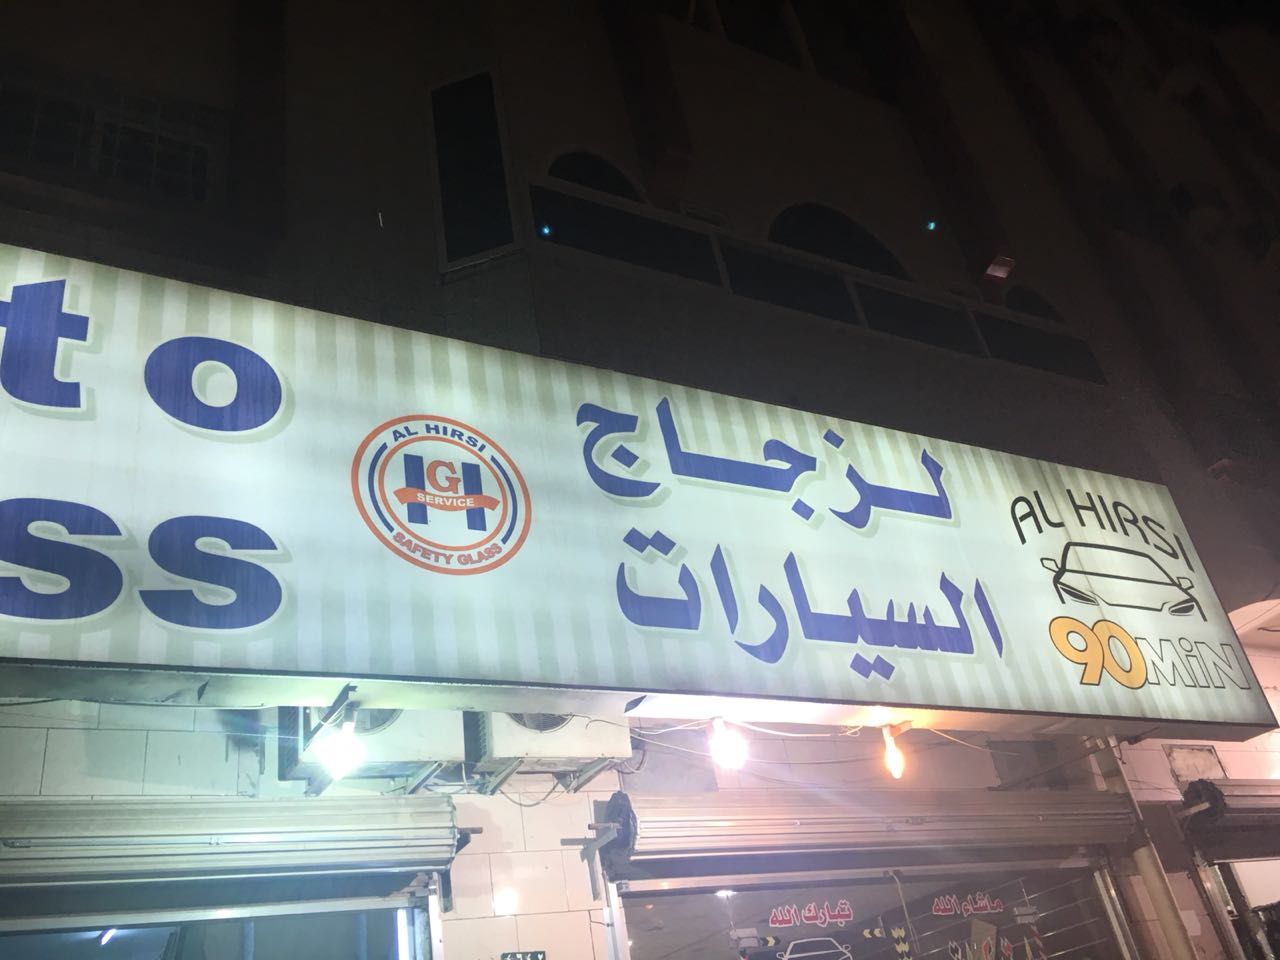 to
ss
AL HIRSI
G
H
SERVICE
SAFETY GLASS
لزجاج
السيارات
AL HIRSI
90MiN
ماشاء الله
تبارك الله